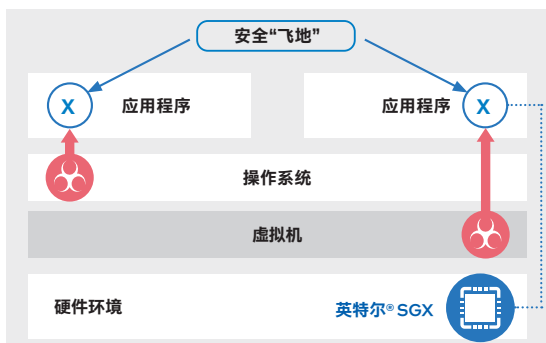 安全“飞地”
X 应用程序
应用程序 X
操作系统
虚拟机
硬件环境
英特尔® SGX